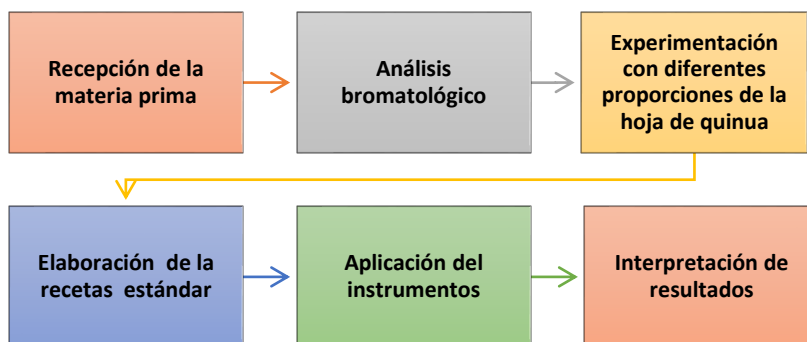 Recepción de la
materia prima
Análisis
bromatológico
Experimentación
con diferentes
proporciones de la
hoja de quinua
Elaboración de la
recetas estándar
Aplicación del
instrumentos
Interpretación de
resultados